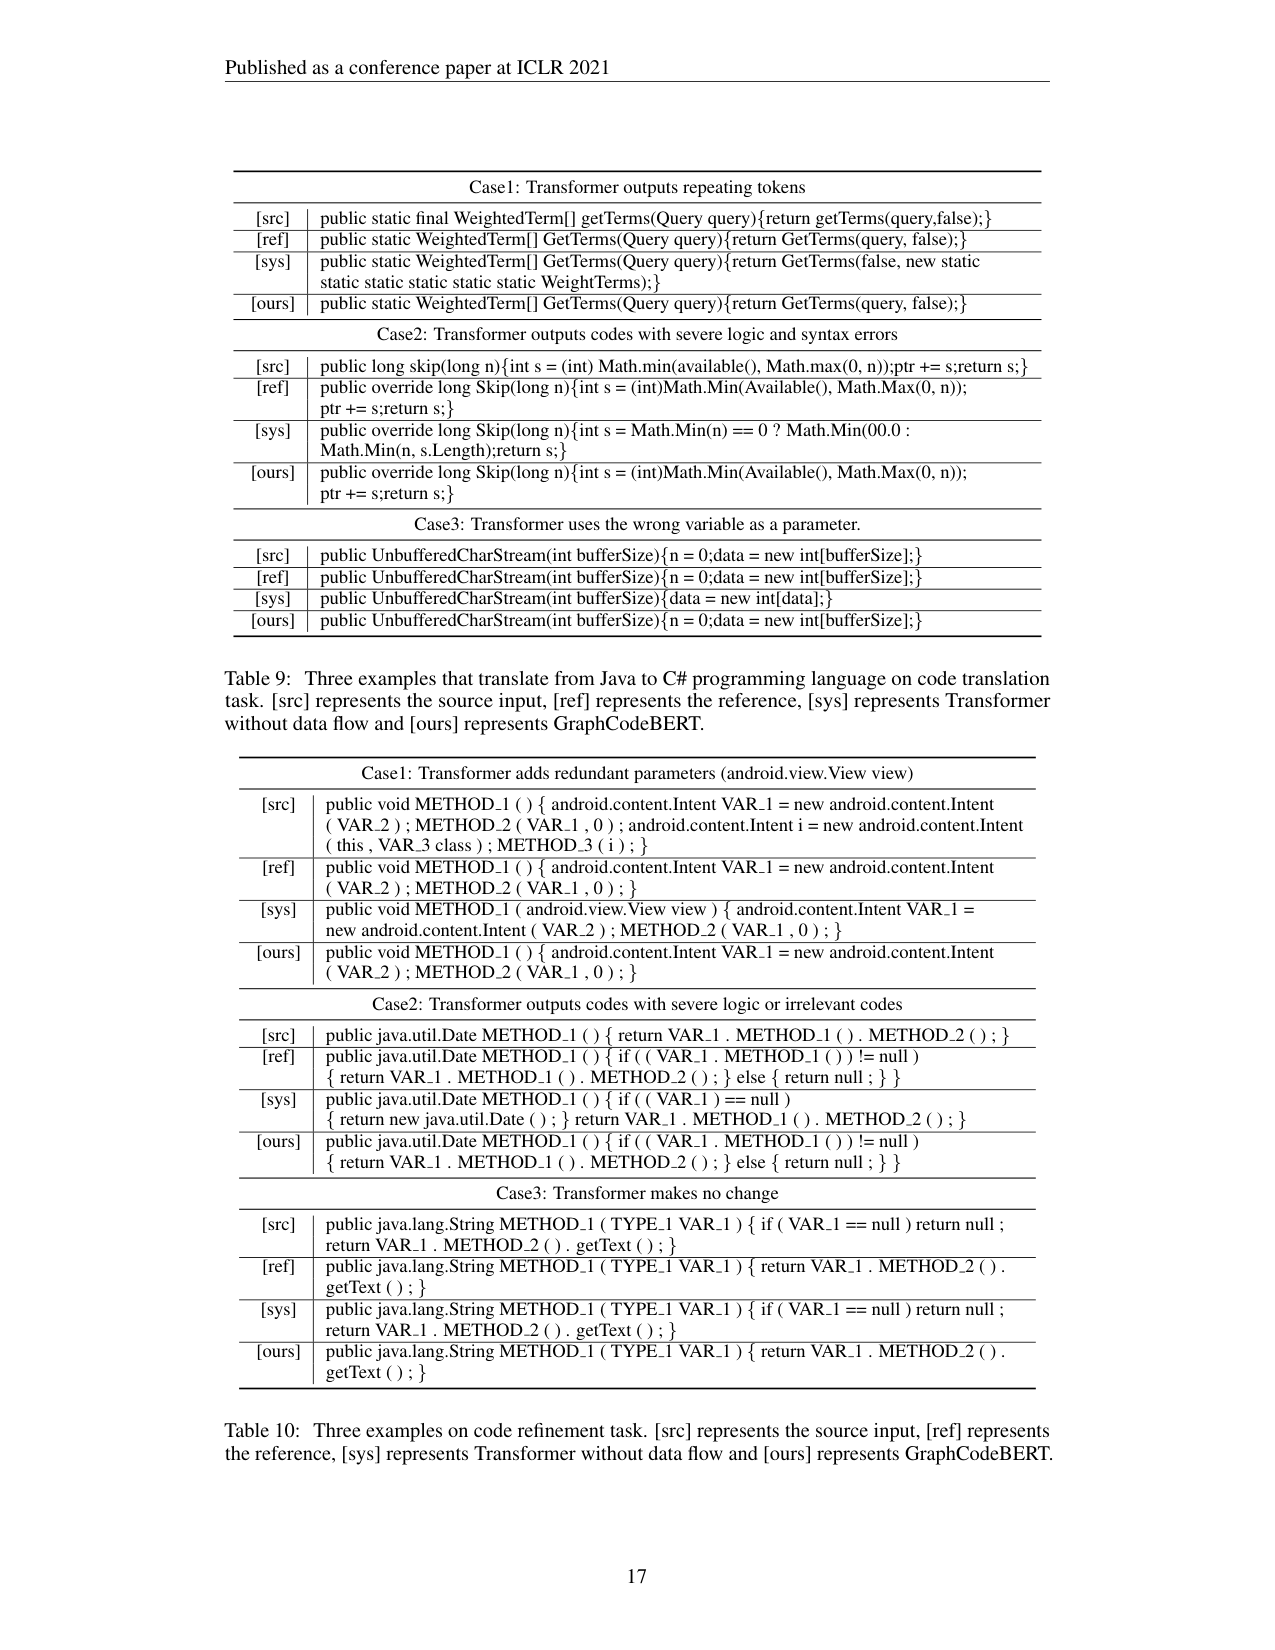 Published as a conference paper at ICLR 2021
Case1: Transformer outputs repeating tokens
[src] public static final WeightedTerm[] getTerms(Query query){return getTerms(query,false);}
[ref] public static WeightedTerm[] GetTerms(Query query){return GetTerms(query, false);}
[sys] public static WeightedTerm[] GetTerms(Query query){return GetTerms(false, new static
static static static static static WeightTerms);}
[ours] public static WeightedTerm[] GetTerms(Query query){return GetTerms(query, false);}
Case2: Transformer outputs codes with severe logic and syntax errors
[src] public long skip(long n){int s = (int) Math.min(available(), Math.max(0, n));ptr += s;return s;}
[ref] public override long Skip(long n){int s = (int)Math.Min(Available(), Math.Max(0, n));
ptr += s;return s;}
[sys] public override long Skip(long n){int s = Math.Min(n) == 0 ? Math.Min(00.0 :
Math.Min(n, s.Length);return s;}
[ours] public override long Skip(long n){int s = (int)Math.Min(Available(), Math.Max(0, n));
ptr += s;return s;}
Case3: Transformer uses the wrong variable as a parameter.
[src] public UnbufferedCharStream(int bufferSize){n = 0;data = new int[bufferSize];}
[ref] public UnbufferedCharStream(int bufferSize){n = 0;data = new int[bufferSize];}
[sys] public UnbufferedCharStream(int bufferSize){data = new int[data];}
[ours] public UnbufferedCharStream(int bufferSize){n = 0;data = new int[bufferSize];}
Table 9: Three examples that translate from Java to C# programming language on code translation
task. [src] represents the source input, [ref] represents the reference, [sys] represents Transformer
without data flow and [ours] represents GraphCodeBERT.
Case1: Transformer adds redundant parameters (android.view.View view)
[src] public void METHOD_1 ( ) { android.content.Intent VAR_1 = new android.content.Intent
( VAR_2 ) ; METHOD_2 ( VAR_1 , 0 ) ; android.content.Intent i = new android.content.Intent
( this , VAR_3 class ) ; METHOD_3 ( i ) ; }
[ref] public void METHOD_1 ( ) { android.content.Intent VAR_1 = new android.content.Intent
( VAR_2 ) ; METHOD_2 ( VAR_1 , 0 ) ; }
[sys] public void METHOD_1 ( android.view.View view ) { android.content.Intent VAR_1 =
new android.content.Intent ( VAR_2 ) ; METHOD_2 ( VAR_1 , 0 ) ; }
[ours] public void METHOD_1 ( ) { android.content.Intent VAR_1 = new android.content.Intent
( VAR_2 ) ; METHOD_2 ( VAR_1 , 0 ) ; }
Case2: Transformer outputs codes with severe logic or irrelevant codes
[src] public java.util.Date METHOD_1 ( ) { return VAR_1 . METHOD_1 ( ) . METHOD_2 ( ) ; }
[ref] public java.util.Date METHOD_1 ( ) { if ( ( VAR_1 . METHOD_1 ( ) ) != null )
{ return VAR_1 . METHOD_1 ( ) . METHOD_2 ( ) ; } else { return null ; } }
[sys] public java.util.Date METHOD_1 ( ) { if ( ( VAR_1 ) == null )
{ return new java.util.Date ( ) ; } return VAR_1 . METHOD_1 ( ) . METHOD_2 ( ) ; }
[ours] public java.util.Date METHOD_1 ( ) { if ( ( VAR_1 . METHOD_1 ( ) ) != null )
{ return VAR_1 . METHOD_1 ( ) . METHOD_2 ( ) ; } else { return null ; } }
Case3: Transformer makes no change
[src] public java.lang.String METHOD_1 ( TYPE_1 VAR_1 ) { if ( VAR_1 == null ) return null ;
return VAR_1 . METHOD_2 ( ) . getText ( ) ; }
[ref] public java.lang.String METHOD_1 ( TYPE_1 VAR_1 ) { return VAR_1 . METHOD_2 ( ) .
getText ( ) ; }
[sys] public java.lang.String METHOD_1 ( TYPE_1 VAR_1 ) { if ( VAR_1 == null ) return null ;
return VAR_1 . METHOD_2 ( ) . getText ( ) ; }
[ours] public java.lang.String METHOD_1 ( TYPE_1 VAR_1 ) { return VAR_1 . METHOD_2 ( ) .
getText ( ) ; }
Table 10: Three examples on code refinement task. [src] represents the source input, [ref] represents
the reference, [sys] represents Transformer without data flow and [ours] represents GraphCodeBERT.
17